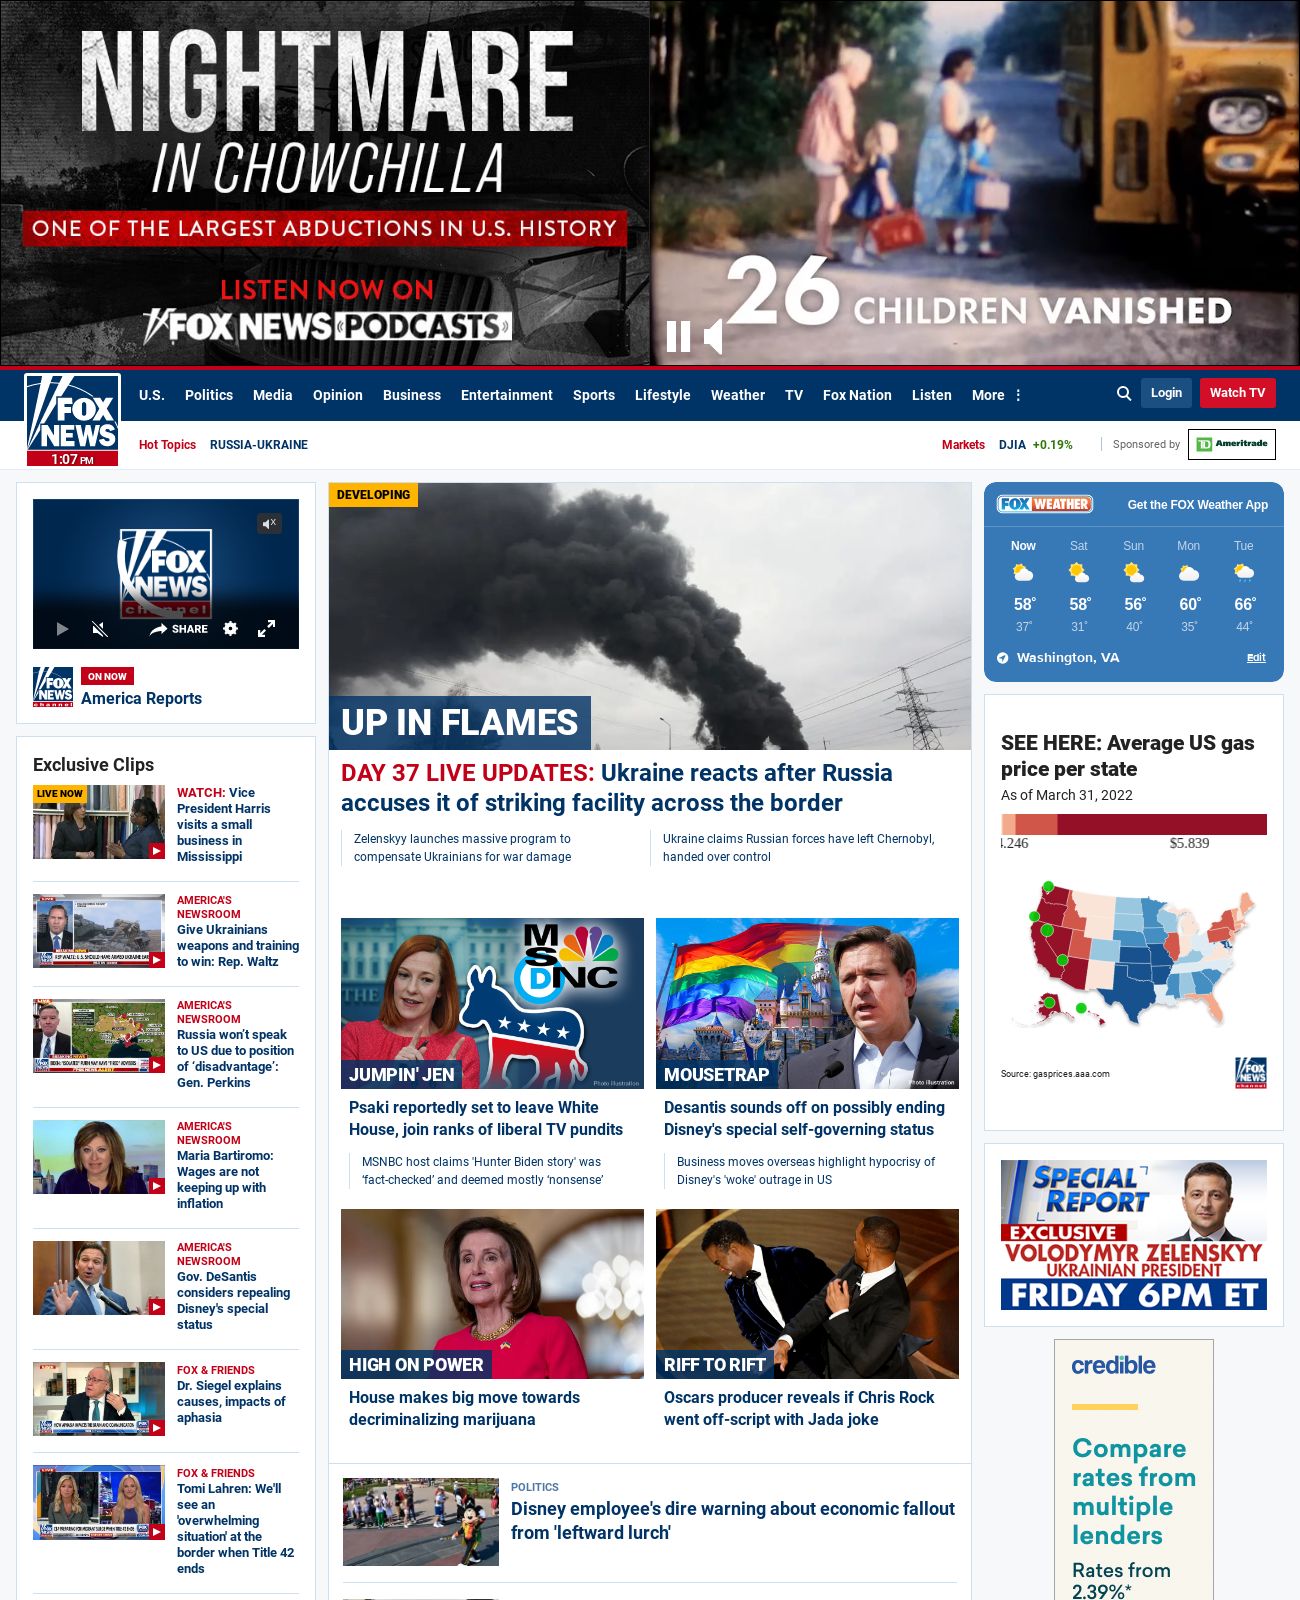 NIGHTMARE
IN CHOWCHILLA
ONE OF THE LARGEST ABDUCTIONS IN U.S. HISTORY
LISTEN NOW ON
FOX NEWS PODCASTS
26 CHILDREN VANISHED
FOX
NEWS
1:07 PM
U.S. Politics Media Opinion Business Entertainment Sports Lifestyle Weather TV Fox Nation Listen More
Login
Watch TV
Hot Topics RUSSIA-UKRAINE
Markets DJIA +0.19%
Sponsored by
TD Ameritrade
FOX
NEWS
channel
SHARE
FOX
NEWS
channel
ON NOW
America Reports
Exclusive Clips
LIVE NOW
WATCH: Vice
President Harris
visits a small
business in
Mississippi
AMERICA'S
NEWSROOM
Give Ukrainians
weapons and training
to win: Rep. Waltz
AMERICA'S
NEWSROOM
Russia won't speak
to US due to position
of ‘disadvantage’:
Gen. Perkins
AMERICA'S
NEWSROOM
Maria Bartiromo:
Wages are not
keeping up with
inflation
AMERICA'S
NEWSROOM
Gov. DeSantis
considers repealing
Disney's special
status
FOX & FRIENDS
Dr. Siegel explains
causes, impacts of
aphasia
FOX & FRIENDS
Tomi Lahren: We'll
see an
'overwhelming
situation' at the
border when Title 42
ends
DEVELOPING
UP IN FLAMES
DAY 37 LIVE UPDATES: Ukraine reacts after Russia
accuses it of striking facility across the border
Zelenskyy launches massive program to
compensate Ukrainians for war damage
Ukraine claims Russian forces have left Chernobyl,
handed over control
MSDNC
THE
JUMPIN' JEN
Photo illustration
Psaki reportedly set to leave White
House, join ranks of liberal TV pundits
MSNBC host claims 'Hunter Biden story' was
‘fact-checked’ and deemed mostly ‘nonsense’
MOUSETRAP
Photo illustration
Desantis sounds off on possibly ending
Disney's special self-governing status
Business moves overseas highlight hypocrisy of
Disney's 'woke' outrage in US
HIGH ON POWER
House makes big move towards
decriminalizing marijuana
RIFF TO RIFT
Oscars producer reveals if Chris Rock
went off-script with Jada joke
POLITICS
Disney employee's dire warning about economic fallout
from 'leftward lurch'
FOX WEATHER
Get the FOX Weather App
Now Sat Sun Mon Tue
58° 58° 56° 60° 66°
37° 31° 40° 35° 44°
Washington, VA
Edit
SEE HERE: Average US gas
price per state
As of March 31, 2022
4.246 $5.839
Source: gasprices.aaa.com
FOX
NEWS
channel
SPECIAL
REPORT
EXCLUSIVE
VOLODYMYR ZELENSKYY
UKRAINIAN PRESIDENT
FRIDAY 6PM ET
credible
Compare
rates from
multiple
lenders
Rates from
2.39%*